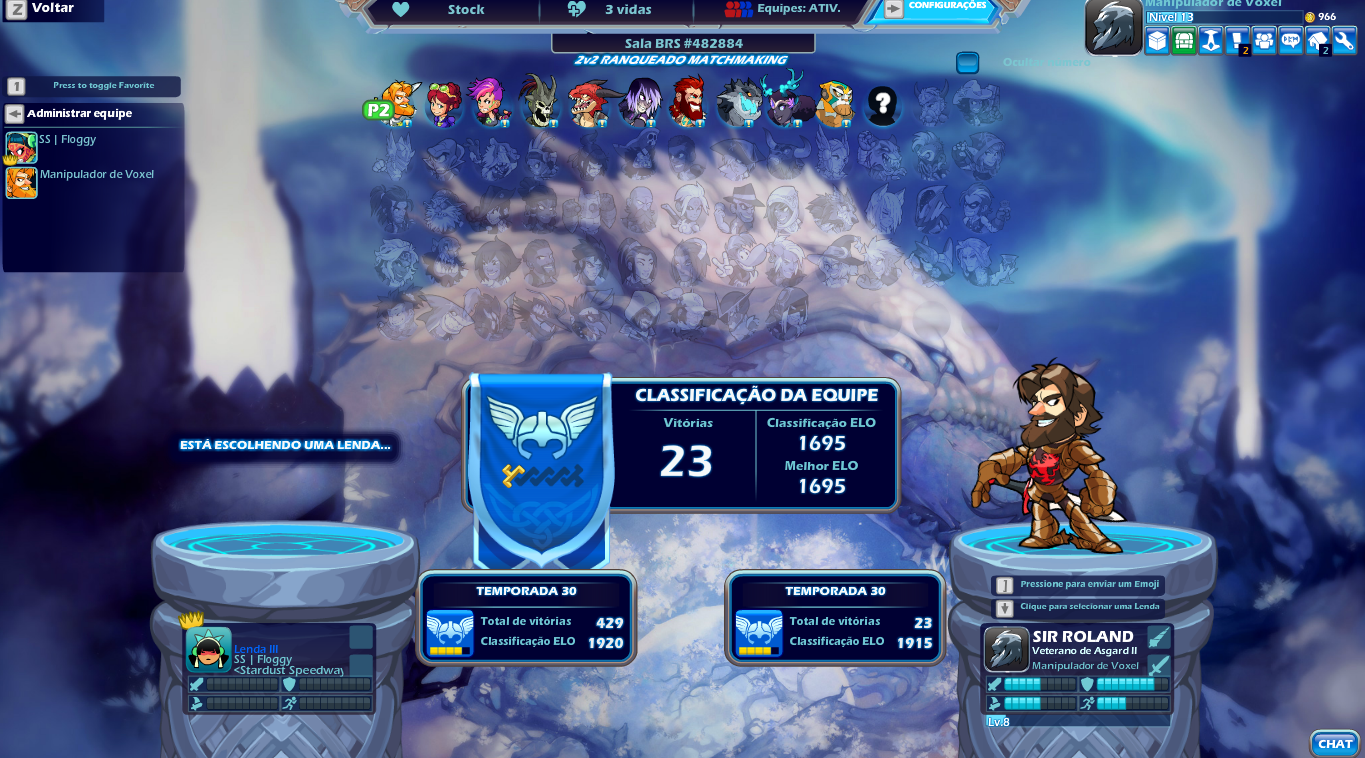 Z Voltar
Stock
3 vidas
Equipes: ATIV.
CONFIGURAÇÕES
Manipulador de Voxel
Nível 13
966
2
2
Sala BRS #482884
2v2 RANQUEADO MATCHMAKING
1 Press to toggle Favorite
Administrar equipe
SS | Floggy
Manipulador de Voxel
P2
?
CLASSIFICAÇÃO DA EQUIPE
Vitórias
23
Classificação ELO
1695
Melhor ELO
1695
ESTÁ ESCOLHENDO UMA LENDA...
TEMPORADA 30
Total de vitórias 429
Classificação ELO 1920
TEMPORADA 30
Total de vitórias 23
Classificação ELO 1915
Pressione para enviar um Emoji
Clique para selecionar uma Lenda
Lenda III
SS | Floggy
<Stardust Speedway
SIR ROLAND
Veterano de Asgard II
Manipulador de Voxel
Lv.8
CHAT